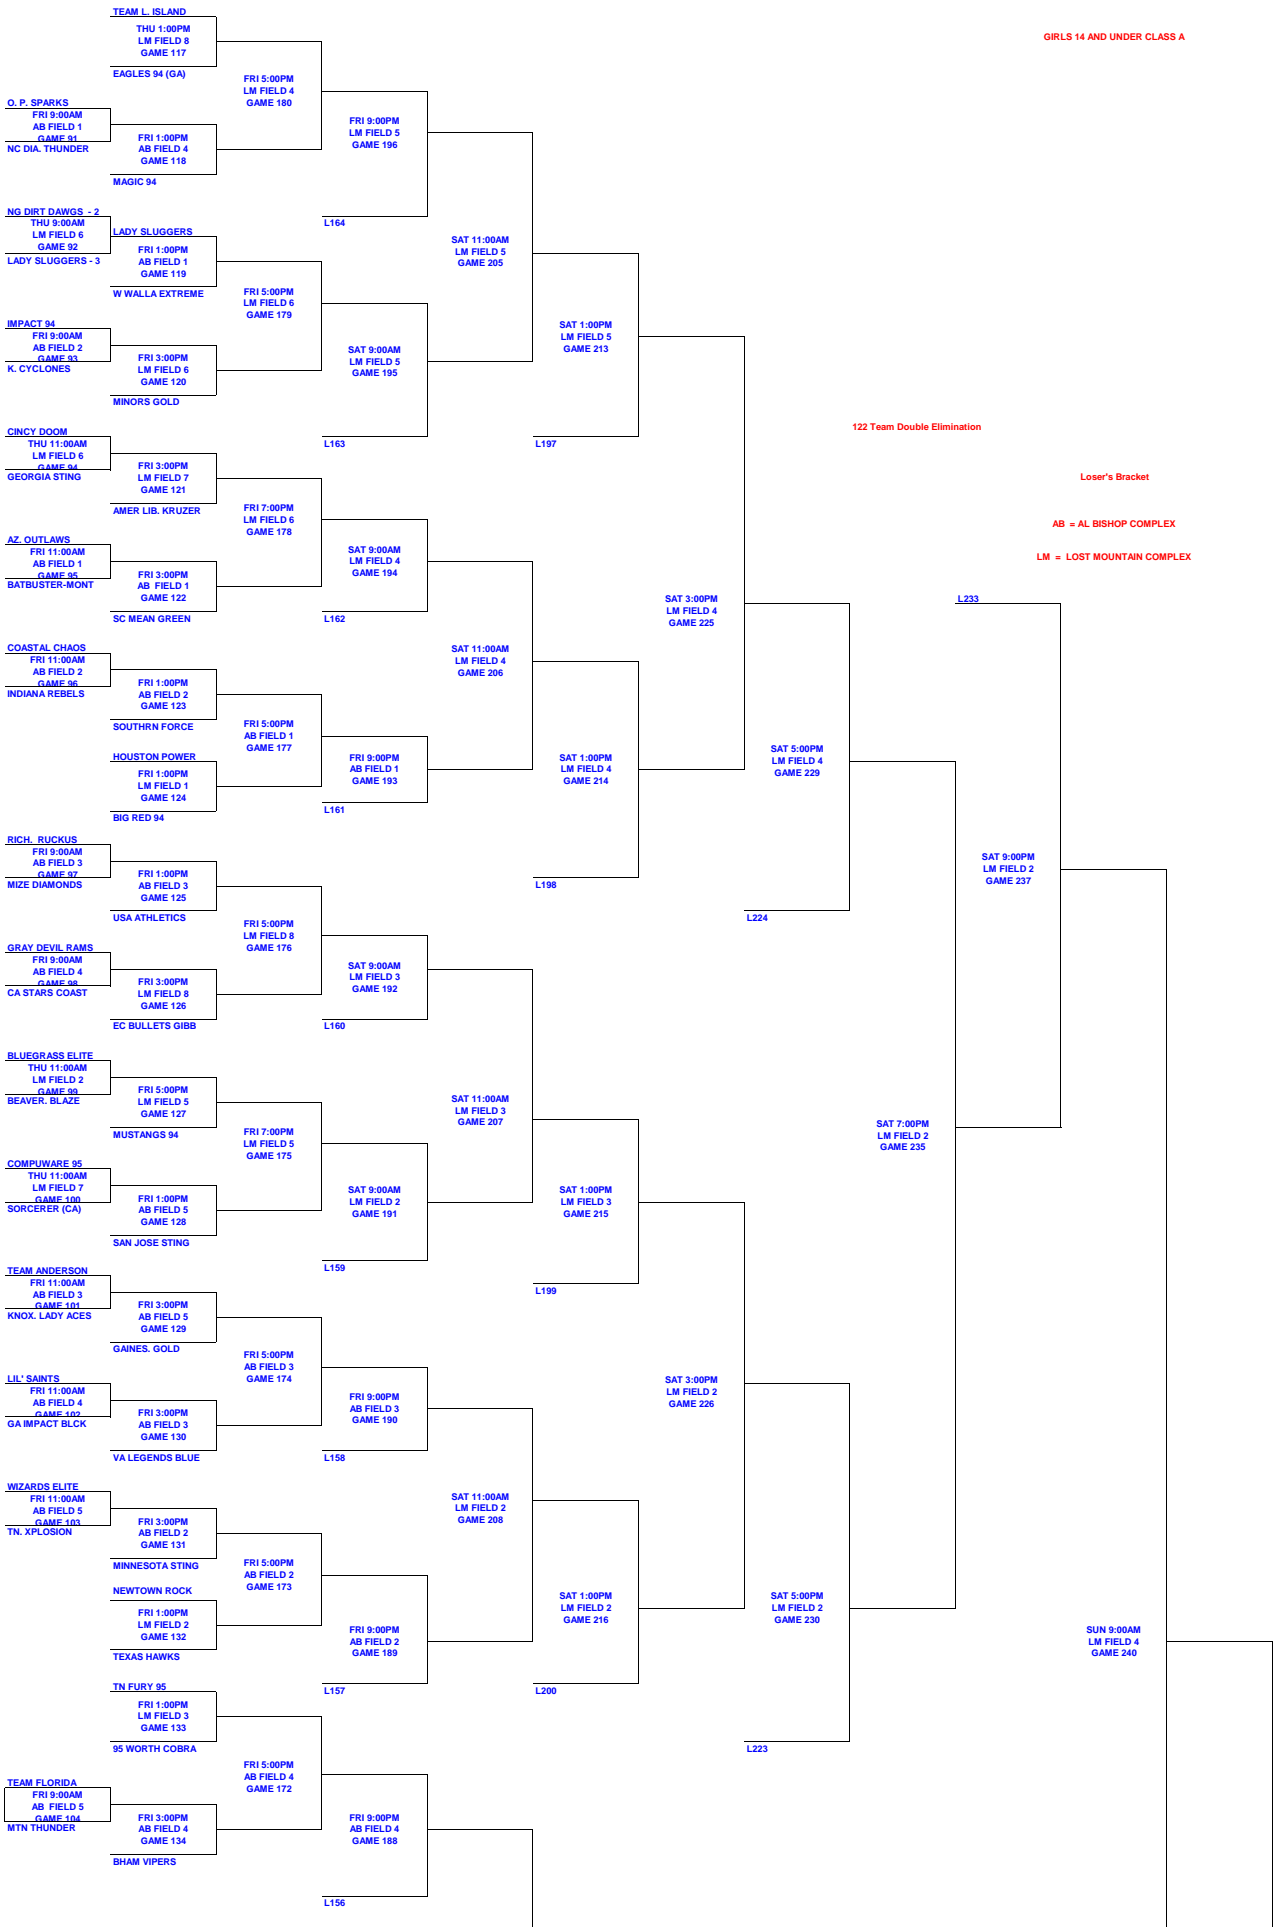 TEAM L. ISLAND
THU 1:00PM
LM FIELD 8
GAME 117
EAGLES 94 (GA)
GIRLS 14 AND UNDER CLASS A
FRI 5:00PM
LM FIELD 4
GAME 180
O. P. SPARKS
FRI 9:00AM
AB FIELD 1
GAME 91
NC DIA. THUNDER
FRI 1:00PM
AB FIELD 4
GAME 118
MAGIC 94
FRI 9:00PM
LM FIELD 5
GAME 196
L164
NG DIRT DAWGS - 2
THU 9:00AM
LM FIELD 6
GAME 92
LADY SLUGGERS - 3
LADY SLUGGERS
FRI 1:00PM
AB FIELD 1
GAME 119
W WALLA EXTREME
SAT 11:00AM
LM FIELD 5
GAME 205
FRI 5:00PM
LM FIELD 6
GAME 179
IMPACT 94
FRI 9:00AM
AB FIELD 2
GAME 93
K. CYCLONES
FRI 3:00PM
LM FIELD 6
GAME 120
MINORS GOLD
SAT 9:00AM
LM FIELD 5
GAME 195
SAT 1:00PM
LM FIELD 5
GAME 213
L163
L197
122 Team Double Elimination
CINCY DOOM
THU 11:00AM
LM FIELD 6
GAME 94
GEORGIA STING
FRI 3:00PM
LM FIELD 7
GAME 121
AMER LIB. KRUZER
Loser's Bracket
FRI 7:00PM
LM FIELD 6
GAME 178
AB = AL BISHOP COMPLEX
LM = LOST MOUNTAIN COMPLEX
AZ. OUTLAWS
FRI 11:00AM
AB FIELD 1
GAME 95
BATBUSTER-MONT
FRI 3:00PM
AB FIELD 1
GAME 122
SC MEAN GREEN
SAT 9:00AM
LM FIELD 4
GAME 194
L162
SAT 3:00PM
LM FIELD 4
GAME 225
L233
COASTAL CHAOS
FRI 11:00AM
AB FIELD 2
GAME 96
INDIANA REBELS
FRI 1:00PM
AB FIELD 2
GAME 123
SOUTHRN FORCE
SAT 11:00AM
LM FIELD 4
GAME 206
FRI 5:00PM
AB FIELD 1
GAME 177
HOUSTON POWER
FRI 1:00PM
LM FIELD 1
GAME 124
BIG RED 94
FRI 9:00PM
AB FIELD 1
GAME 193
L161
SAT 1:00PM
LM FIELD 4
GAME 214
SAT 5:00PM
LM FIELD 4
GAME 229
RICH. RUCKUS
FRI 9:00AM
AB FIELD 3
GAME 97
MIZE DIAMONDS
FRI 1:00PM
AB FIELD 3
GAME 125
USA ATHLETICS
L198
L224
SAT 9:00PM
LM FIELD 2
GAME 237
FRI 5:00PM
LM FIELD 8
GAME 176
GRAY DEVIL RAMS
FRI 9:00AM
AB FIELD 4
GAME 98
CA STARS COAST
FRI 3:00PM
LM FIELD 8
GAME 126
EC BULLETS GIBB
SAT 9:00AM
LM FIELD 3
GAME 192
L160
BLUEGRASS ELITE
THU 11:00AM
LM FIELD 2
GAME 99
BEAVER. BLAZE
FRI 5:00PM
LM FIELD 5
GAME 127
MUSTANGS 94
SAT 11:00AM
LM FIELD 3
GAME 207
FRI 7:00PM
LM FIELD 5
GAME 175
SAT 7:00PM
LM FIELD 2
GAME 235
COMPUWARE 95
THU 11:00AM
LM FIELD 7
GAME 100
SORCERER (CA)
FRI 1:00PM
AB FIELD 5
GAME 128
SAN JOSE STING
SAT 9:00AM
LM FIELD 2
GAME 191
L159
SAT 1:00PM
LM FIELD 3
GAME 215
L199
TEAM ANDERSON
FRI 11:00AM
AB FIELD 3
GAME 101
KNOX. LADY ACES
FRI 3:00PM
AB FIELD 5
GAME 129
GAINES. GOLD
FRI 5:00PM
AB FIELD 3
GAME 174
LIL' SAINTS
FRI 11:00AM
AB FIELD 4
GAME 102
GA IMPACT BLCK
FRI 3:00PM
AB FIELD 3
GAME 130
VA LEGENDS BLUE
FRI 9:00PM
AB FIELD 3
GAME 190
L158
SAT 3:00PM
LM FIELD 2
GAME 226
WIZARDS ELITE
FRI 11:00AM
AB FIELD 5
GAME 103
TN. XPLOSION
FRI 3:00PM
AB FIELD 2
GAME 131
MINNESOTA STING
SAT 11:00AM
LM FIELD 2
GAME 208
FRI 5:00PM
AB FIELD 2
GAME 173
NEWTOWN ROCK
FRI 1:00PM
LM FIELD 2
GAME 132
TEXAS HAWKS
FRI 9:00PM
AB FIELD 2
GAME 189
L157
SAT 1:00PM
LM FIELD 2
GAME 216
L200
SAT 5:00PM
LM FIELD 2
GAME 230
SUN 9:00AM
LM FIELD 4
GAME 240
TN FURY 95
FRI 1:00PM
LM FIELD 3
GAME 133
95 WORTH COBRA
L223
FRI 5:00PM
AB FIELD 4
GAME 172
TEAM FLORIDA
FRI 9:00AM
AB FIELD 5
GAME 104
MTN THUNDER
FRI 3:00PM
AB FIELD 4
GAME 134
BHAM VIPERS
FRI 9:00PM
AB FIELD 4
GAME 188
L156